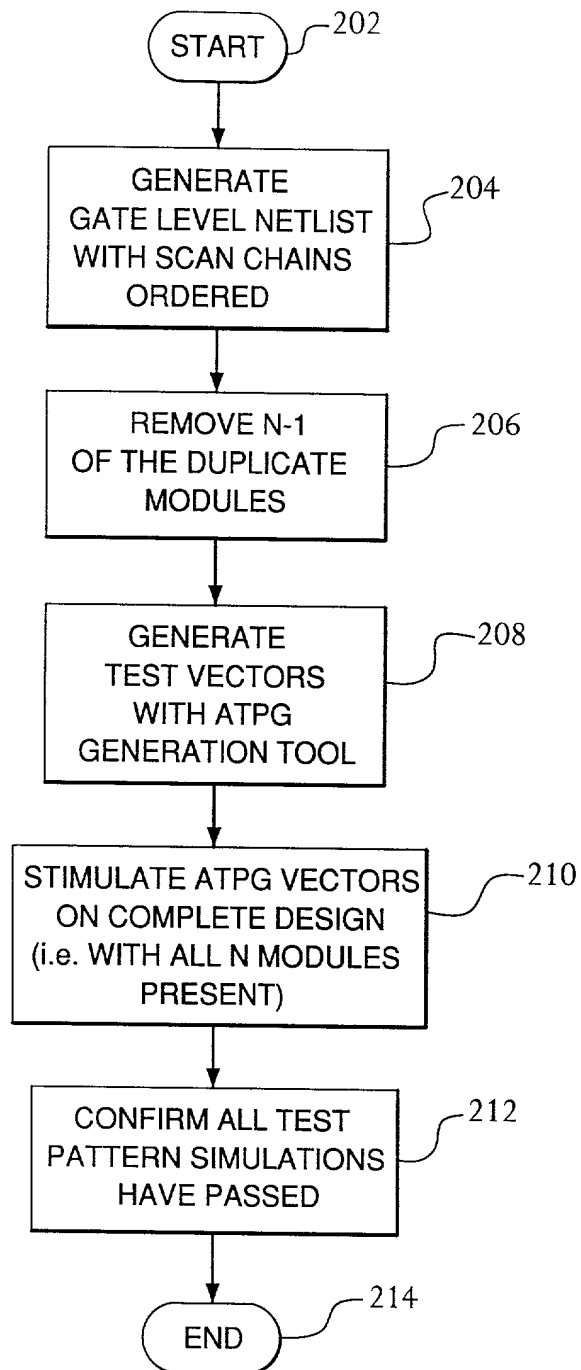 START
202
GENERATE
GATE LEVEL NETLIST
WITH SCAN CHAINS
ORDERED
204
REMOVE N-1
OF THE DUPLICATE
MODULES
206
GENERATE
TEST VECTORS
WITH ATPG
GENERATION TOOL
208
STIMULATE ATPG VECTORS
ON COMPLETE DESIGN
(i.e. WITH ALL N MODULES
PRESENT)
210
CONFIRM ALL TEST
PATTERN SIMULATIONS
HAVE PASSED
212
END
214